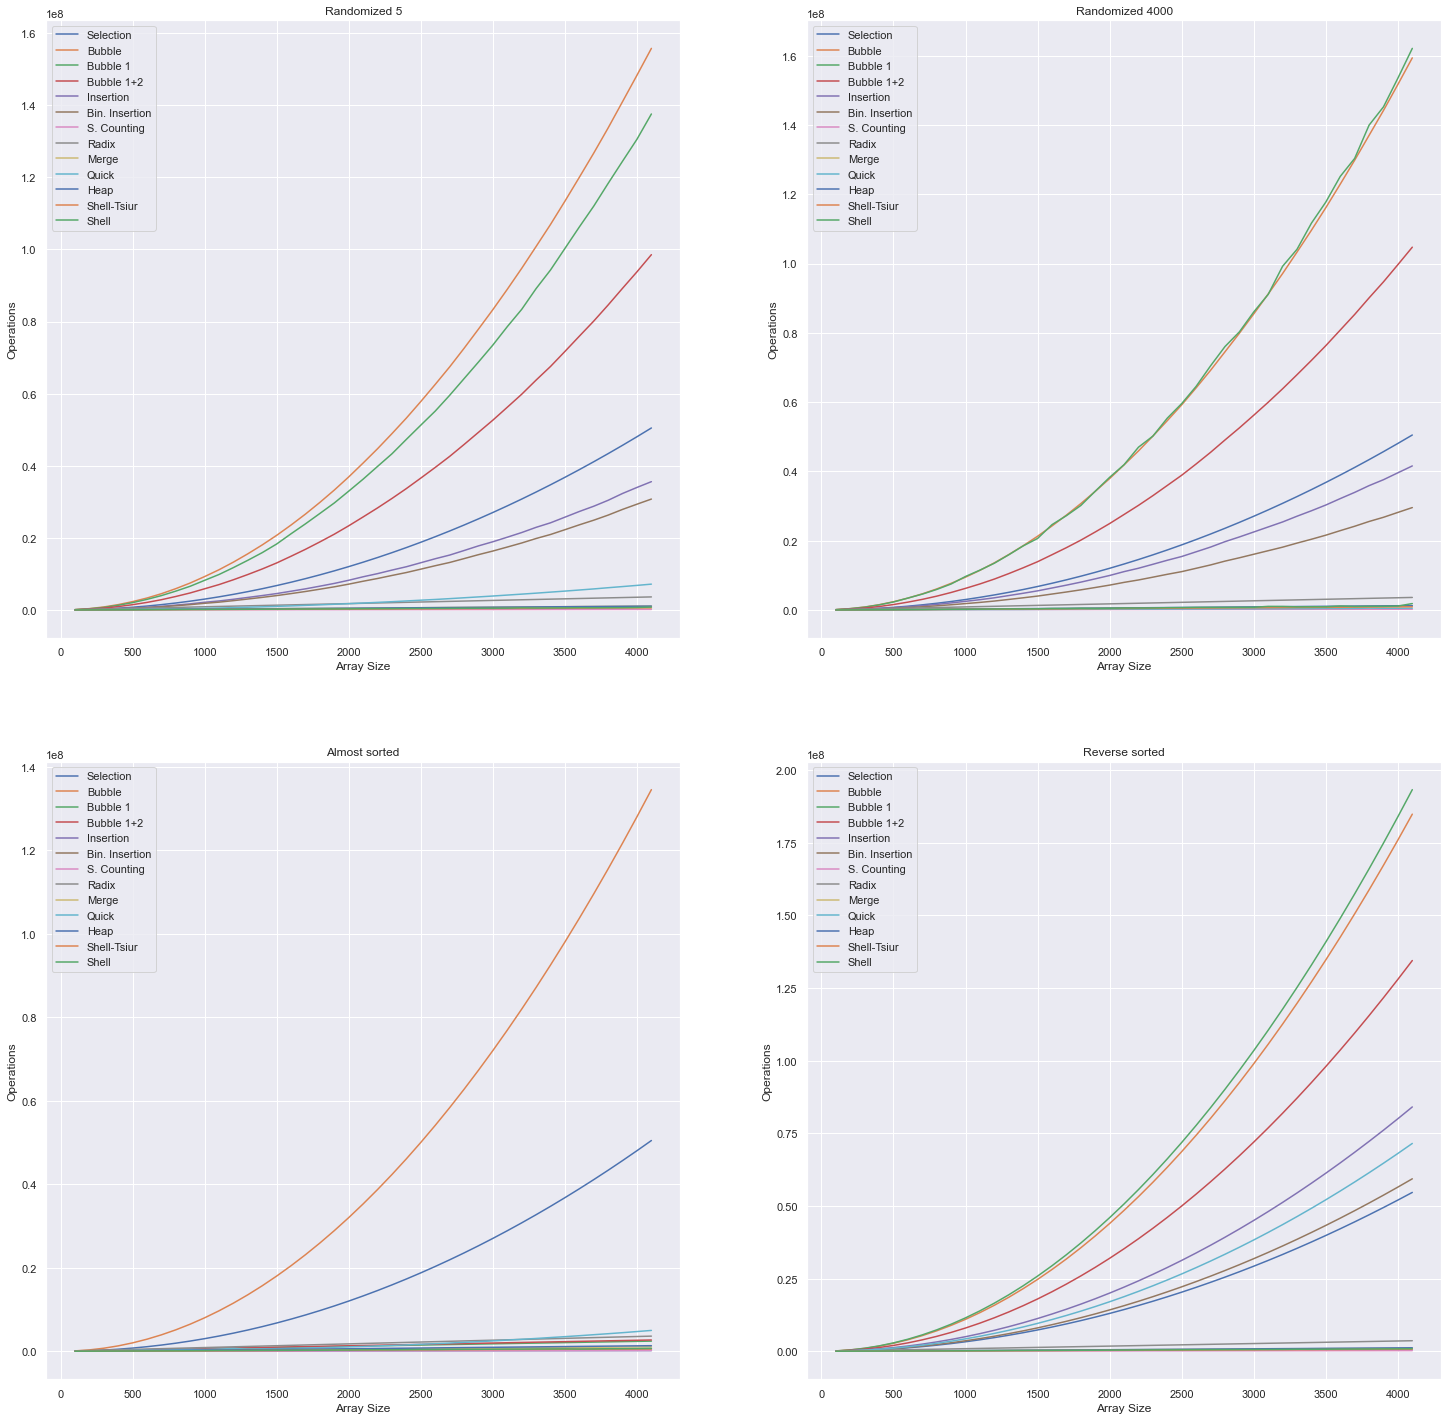 Randomized 5
1e8
1.6
1.4
1.2
1.0
0.8
0.6
0.4
0.2
0.0
Operations
Selection
Bubble
Bubble 1
Bubble 1+2
Insertion
Bin. Insertion
S. Counting
Radix
Merge
Quick
Heap
Shell-Tsiur
Shell
0 500 1000 1500 2000 2500 3000 3500 4000
Array Size
Randomized 4000
1e8
1.6
1.4
1.2
1.0
0.8
0.6
0.4
0.2
0.0
Operations
Selection
Bubble
Bubble 1
Bubble 1+2
Insertion
Bin. Insertion
S. Counting
Radix
Merge
Quick
Heap
Shell-Tsiur
Shell
0 500 1000 1500 2000 2500 3000 3500 4000
Array Size
Almost sorted
1e8
1.4
1.2
1.0
0.8
0.6
0.4
0.2
0.0
Operations
Selection
Bubble
Bubble 1
Bubble 1+2
Insertion
Bin. Insertion
S. Counting
Radix
Merge
Quick
Heap
Shell-Tsiur
Shell
0 500 1000 1500 2000 2500 3000 3500 4000
Array Size
Reverse sorted
1e8
2.00
1.75
1.50
1.25
1.00
0.75
0.50
0.25
0.00
Operations
Selection
Bubble
Bubble 1
Bubble 1+2
Insertion
Bin. Insertion
S. Counting
Radix
Merge
Quick
Heap
Shell-Tsiur
Shell
0 500 1000 1500 2000 2500 3000 3500 4000
Array Size